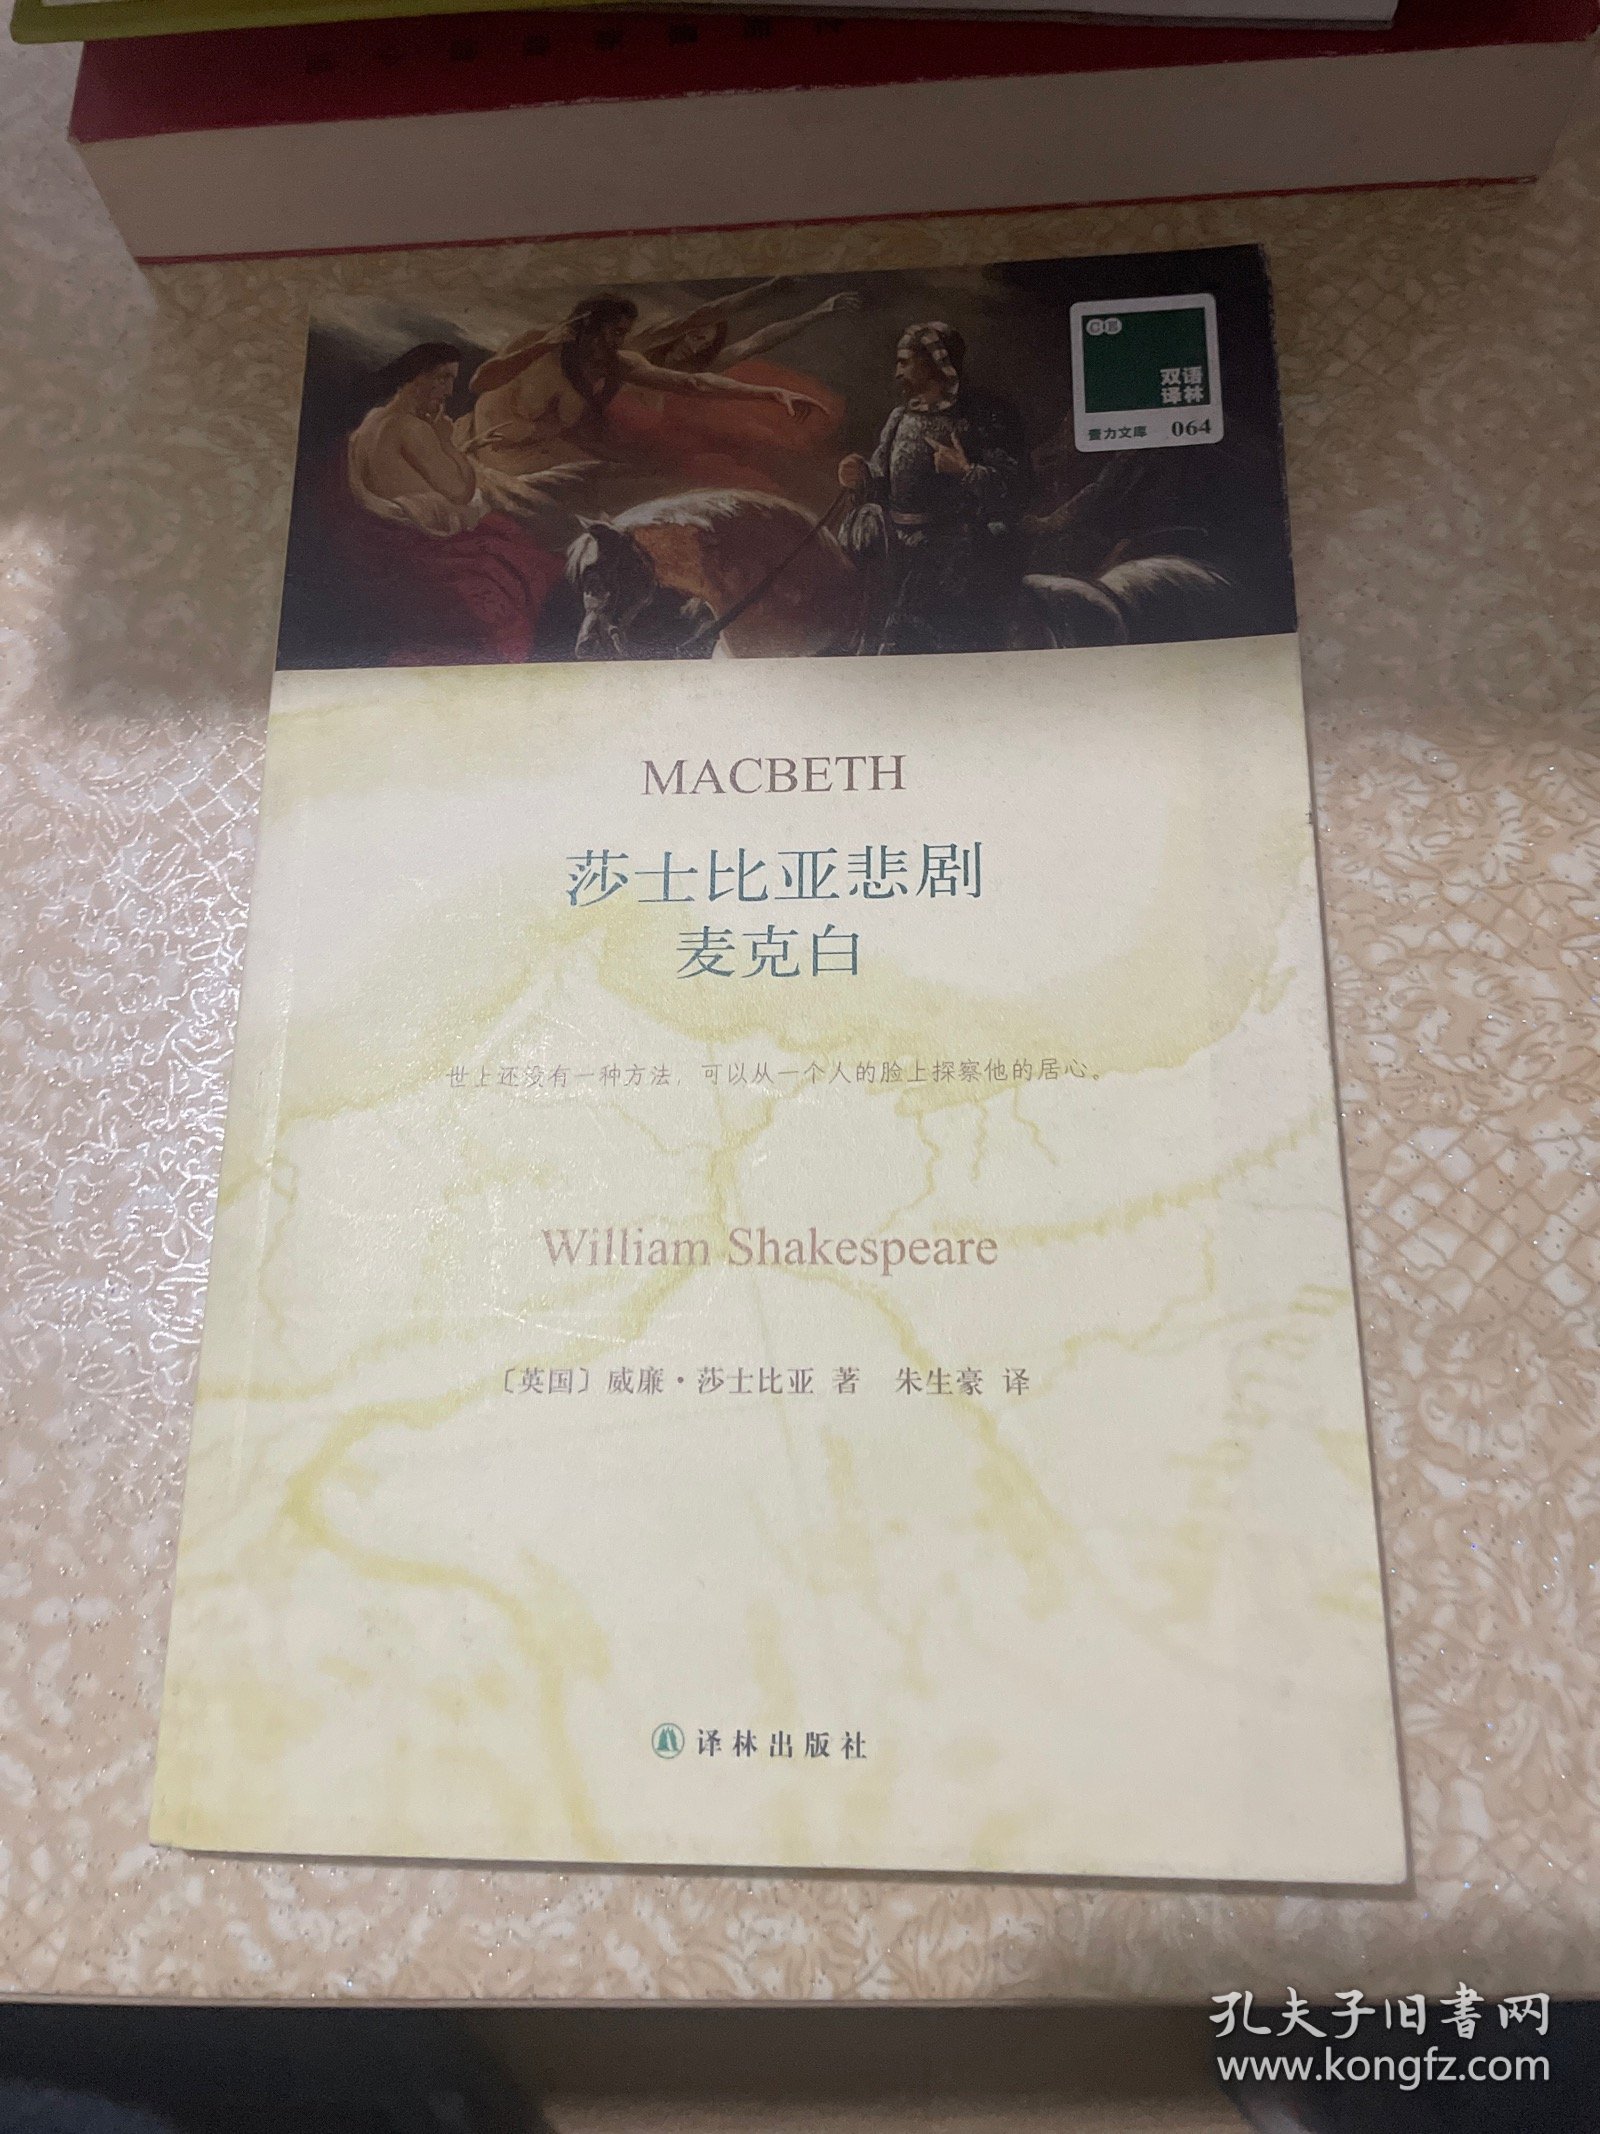 双语
译林
壹力文库 064
MACBETH
莎士比亚悲剧
麦克白
世上还没有一种方法，可以从一个人的脸上探察他的居心。
William Shakespeare
〔英国〕威廉·莎士比亚 著 朱生豪 译
译林出版社
孔夫子旧书网
www.kongfz.com